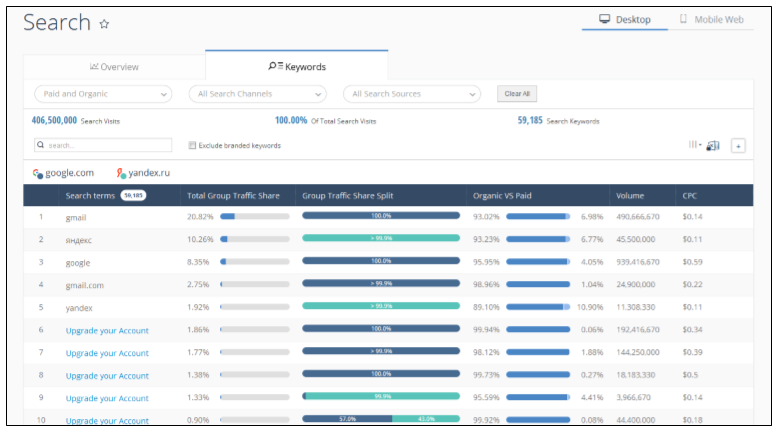 Search
Desktop Mobile Web
Overview Keywords
Paid and Organic All Search Channels All Search Sources Clear All
406,500,000 Search Visits 100.00% Of Total Search Visits 59,185 Search Keywords
search... Exclude branded keywords
google.com yandex.ru
Search terms 59,185 Total Group Traffic Share Group Traffic Share Split Organic VS Paid Volume CPC
1 gmail 20.82% 100.0% 93.02% 6.98% 490,666,670 $0.14
2 яндекс 10.26% > 99.9% 93.23% 6.77% 45,500,000 $0.11
3 google 8.35% 100.0% 95.95% 4.05% 939,416,670 $0.59
4 gmail.com 2.75% > 99.9% 98.96% 1.04% 24,900,000 $0.22
5 yandex 1.92% > 99.9% 89.10% 10.90% 11,308,330 $0.11
6 Upgrade your Account 1.86% 100.0% 99.94% 0.06% 192,416,670 $0.34
7 Upgrade your Account 1.77% > 99.9% 98.12% 1.88% 144,250,000 $0.39
8 Upgrade your Account 1.38% 100.0% 99.73% 0.27% 18,183,330 $0.5
9 Upgrade your Account 1.33% 99.9% 95.59% 4.41% 3,966,670 $0.14
10 Upgrade your Account 0.90% 57.0% 43.0% 99.92% 0.08% 44,400,000 $0.18